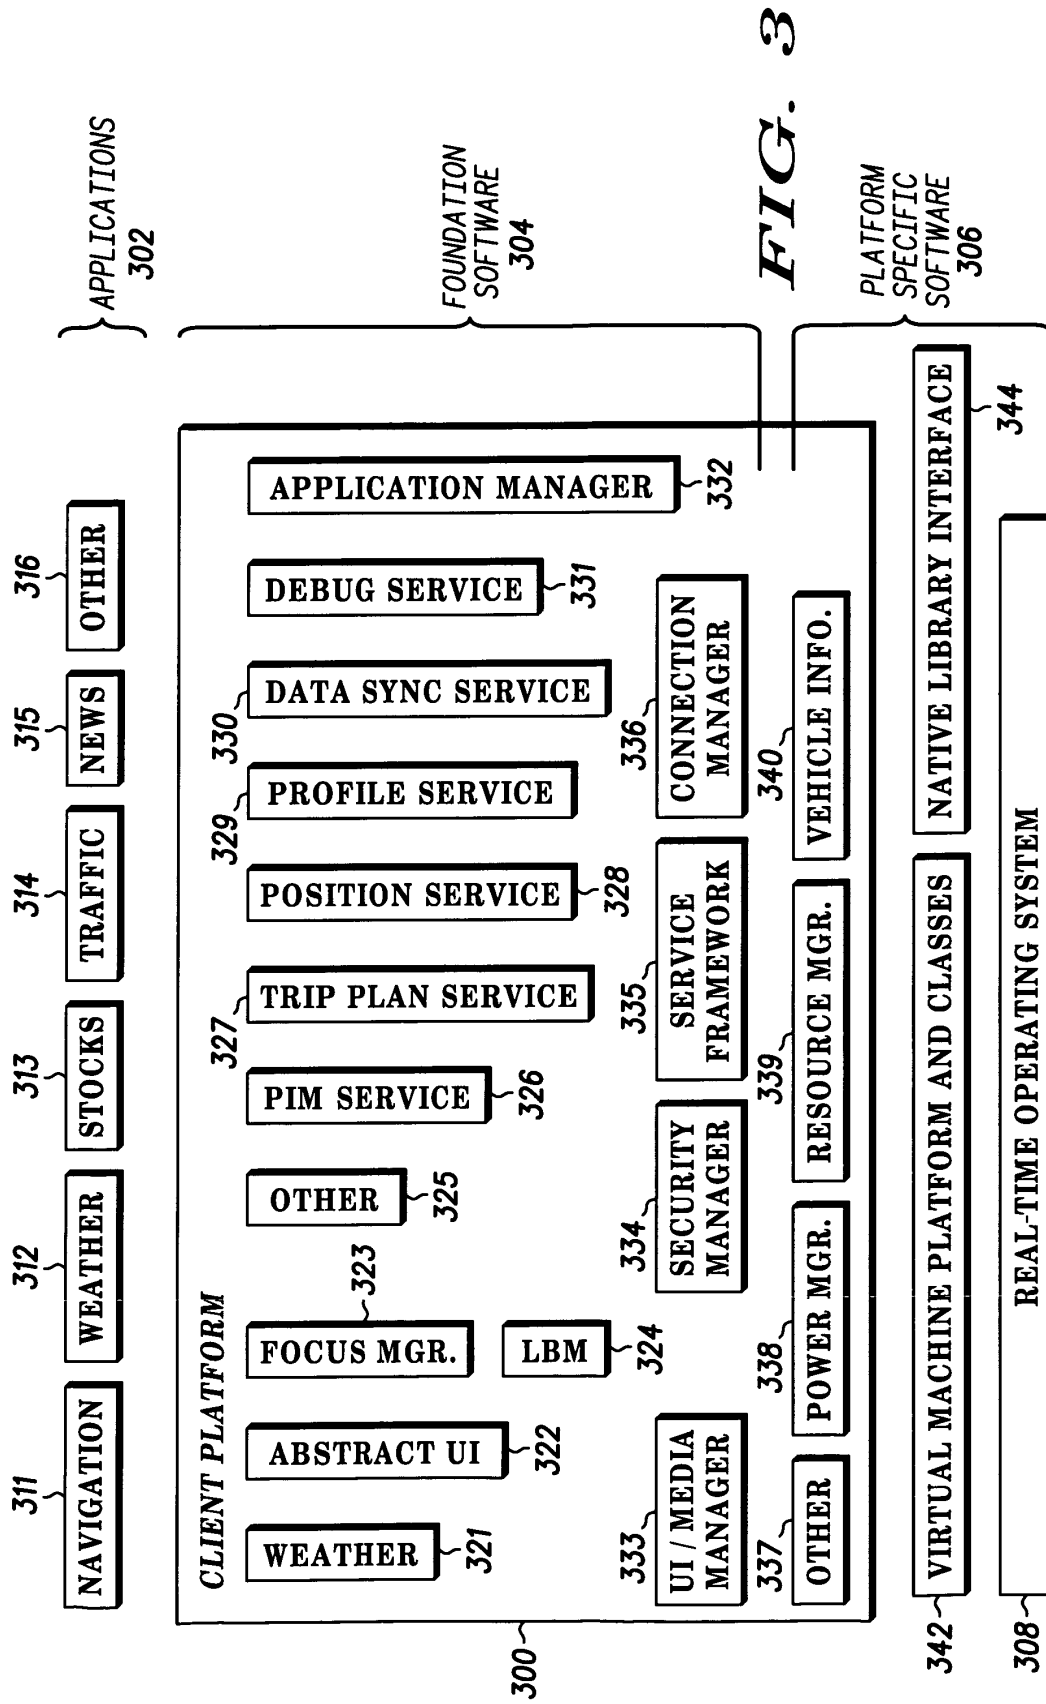 311
312
313
314
315
316
NAVIGATION
WEATHER
STOCKS
TRAFFIC
NEWS
OTHER
APPLICATIONS
302
CLIENT PLATFORM
300
WEATHER
321
ABSTRACT UI
322
FOCUS MGR.
323
LBM
324
OTHER
325
PIM SERVICE
326
TRIP PLAN SERVICE
327
POSITION SERVICE
328
PROFILE SERVICE
329
DATA SYNC SERVICE
330
DEBUG SERVICE
331
APPLICATION MANAGER
332
FOUNDATION
SOFTWARE
304
333
UI / MEDIA
MANAGER
334
SECURITY
MANAGER
335
SERVICE
FRAMEWORK
336
CONNECTION
MANAGER
337
OTHER
338
POWER MGR.
339
RESOURCE MGR.
340
VEHICLE INFO.
FIG. 3
PLATFORM
SPECIFIC
SOFTWARE
306
342
VIRTUAL MACHINE PLATFORM AND CLASSES
NATIVE LIBRARY INTERFACE
344
308
REAL-TIME OPERATING SYSTEM